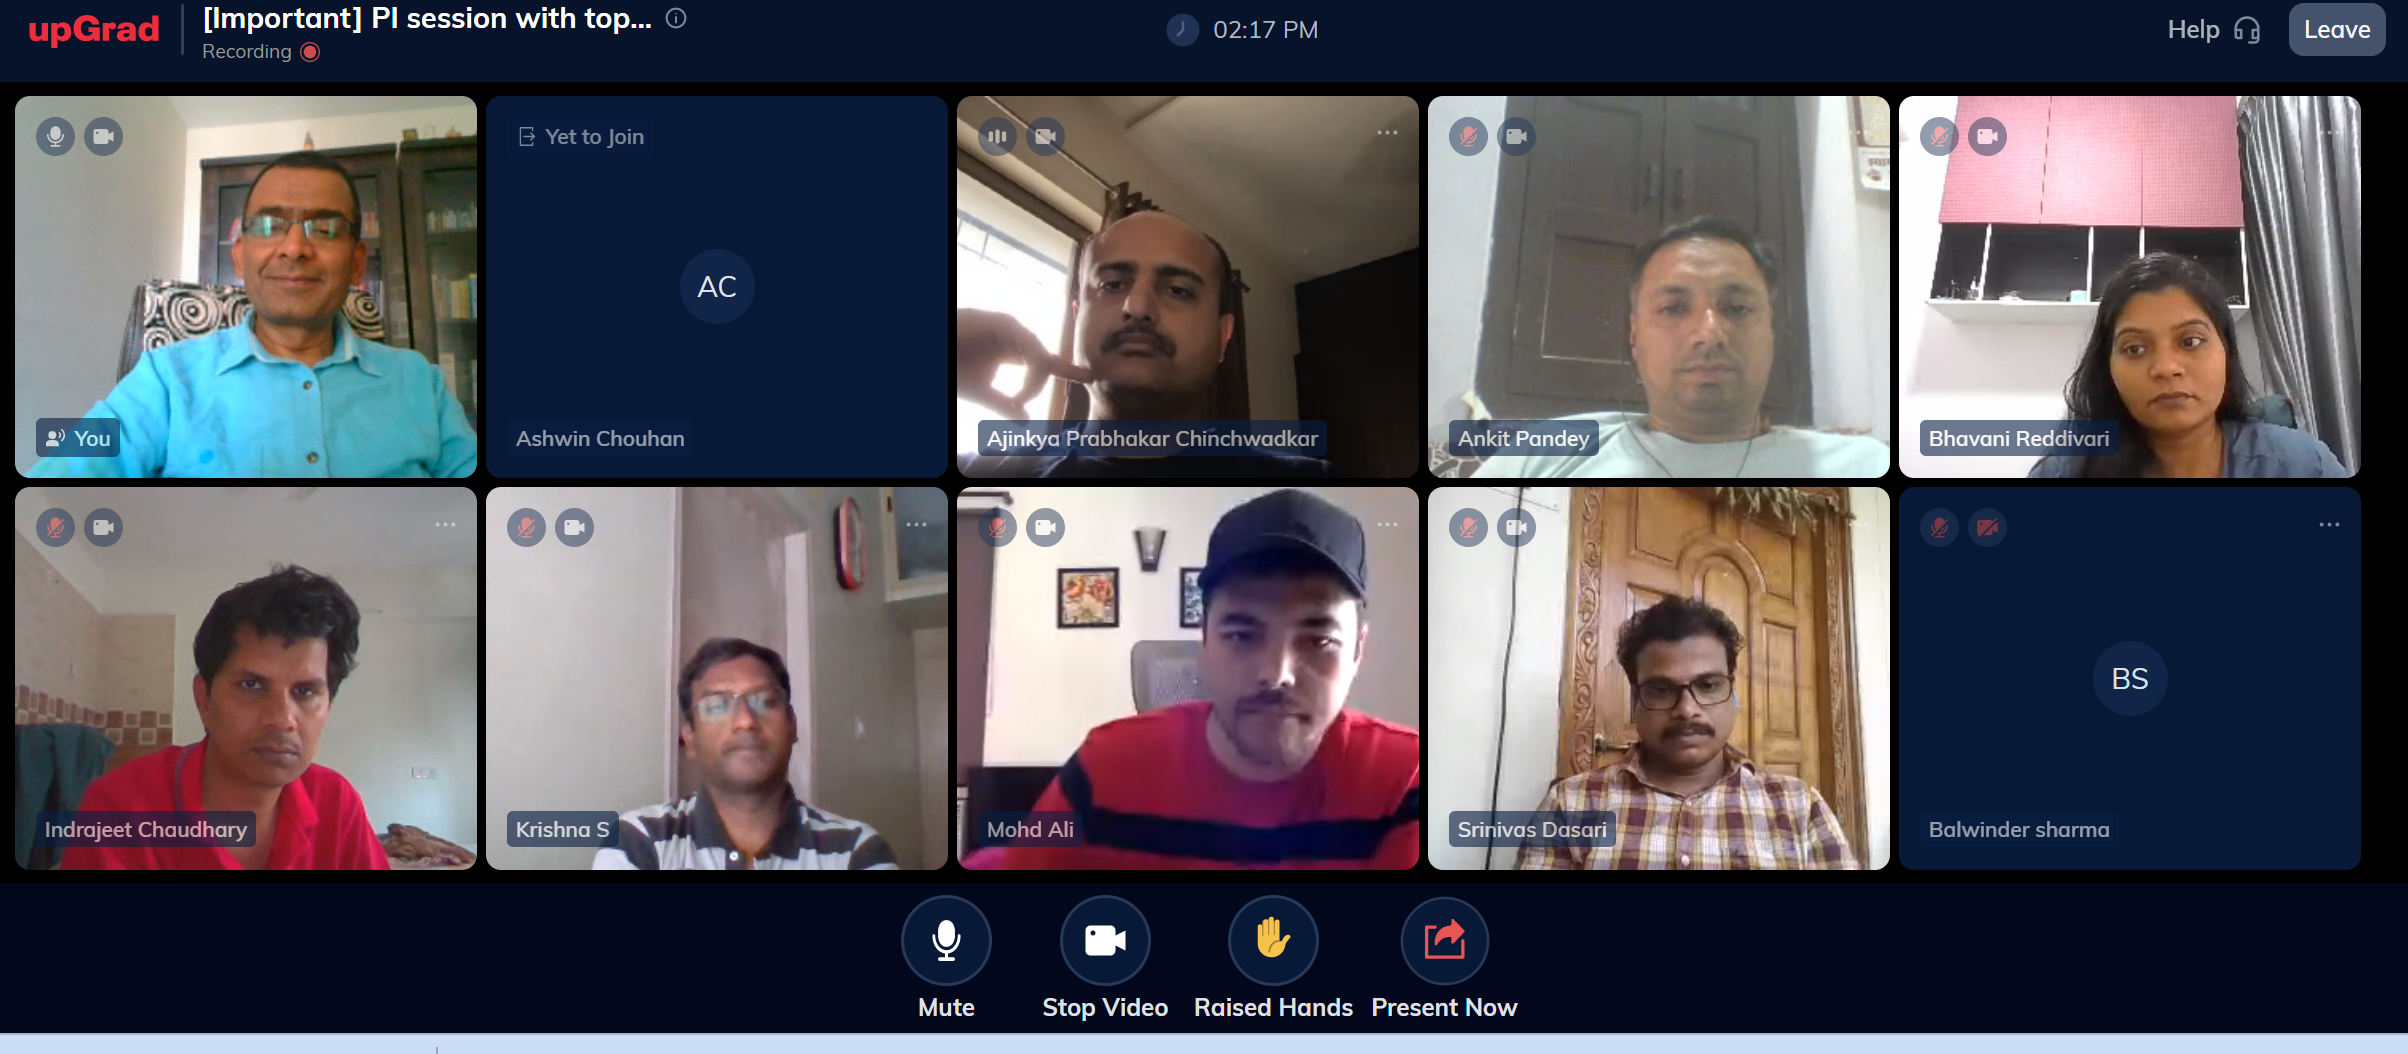 upGrad
[Important] PI session with top...
Recording
02:17 PM
Help
Leave
You
Yet to Join
AC
Ashwin Chouhan
Ajinkya Prabhakar Chinchwadkar
Ankit Pandey
Bhavani Reddivari
Indrajeet Chaudhary
Krishna S
Mohd Ali
Srinivas Dasari
BS
Balwinder sharma
Mute
Stop Video
Raised Hands
Present Now